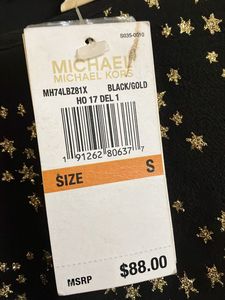 S035-0010
MICHAEL
MICHAEL KORS
MH74LBZ81X BLACK/GOLD
HO 17 DEL 1
1 91262 80637 7
SIZE S
MSRP $88.00